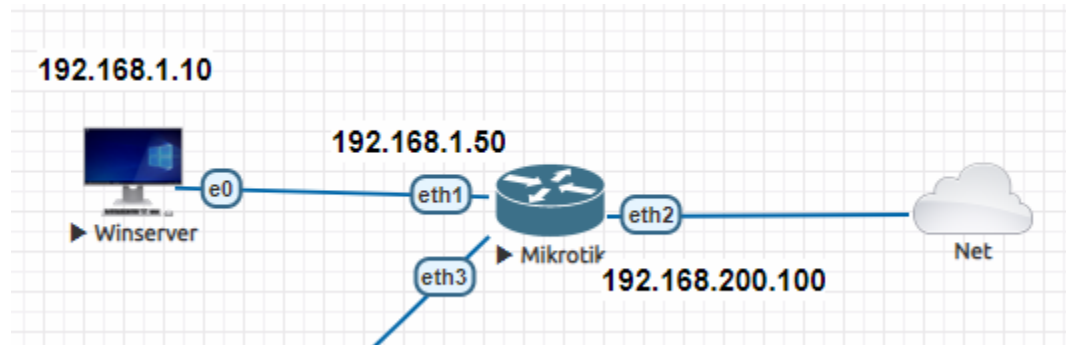 192.168.1.10
192.168.1.50
e0
eth1
eth2
Winserver
Mikrotik
Net
eth3
192.168.200.100